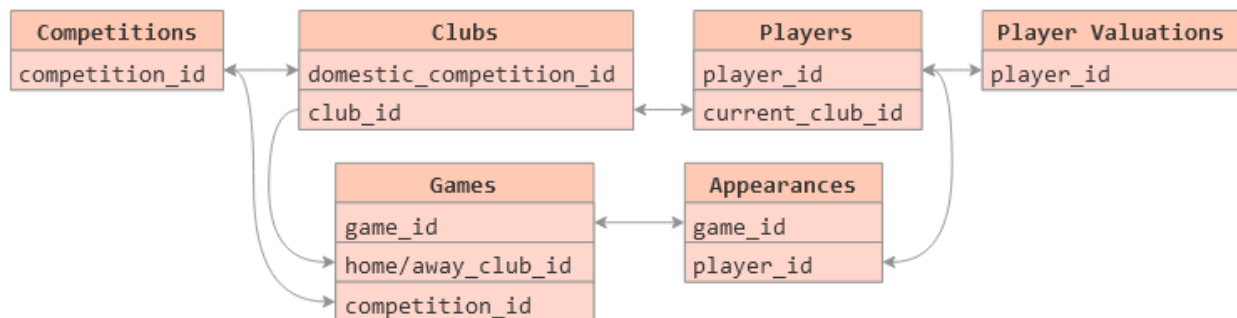 Competitions
competition_id
Clubs
domestic_competition_id
club_id
Players
player_id
current_club_id
Player Valuations
player_id
Games
game_id
home/away_club_id
competition_id
Appearances
game_id
player_id